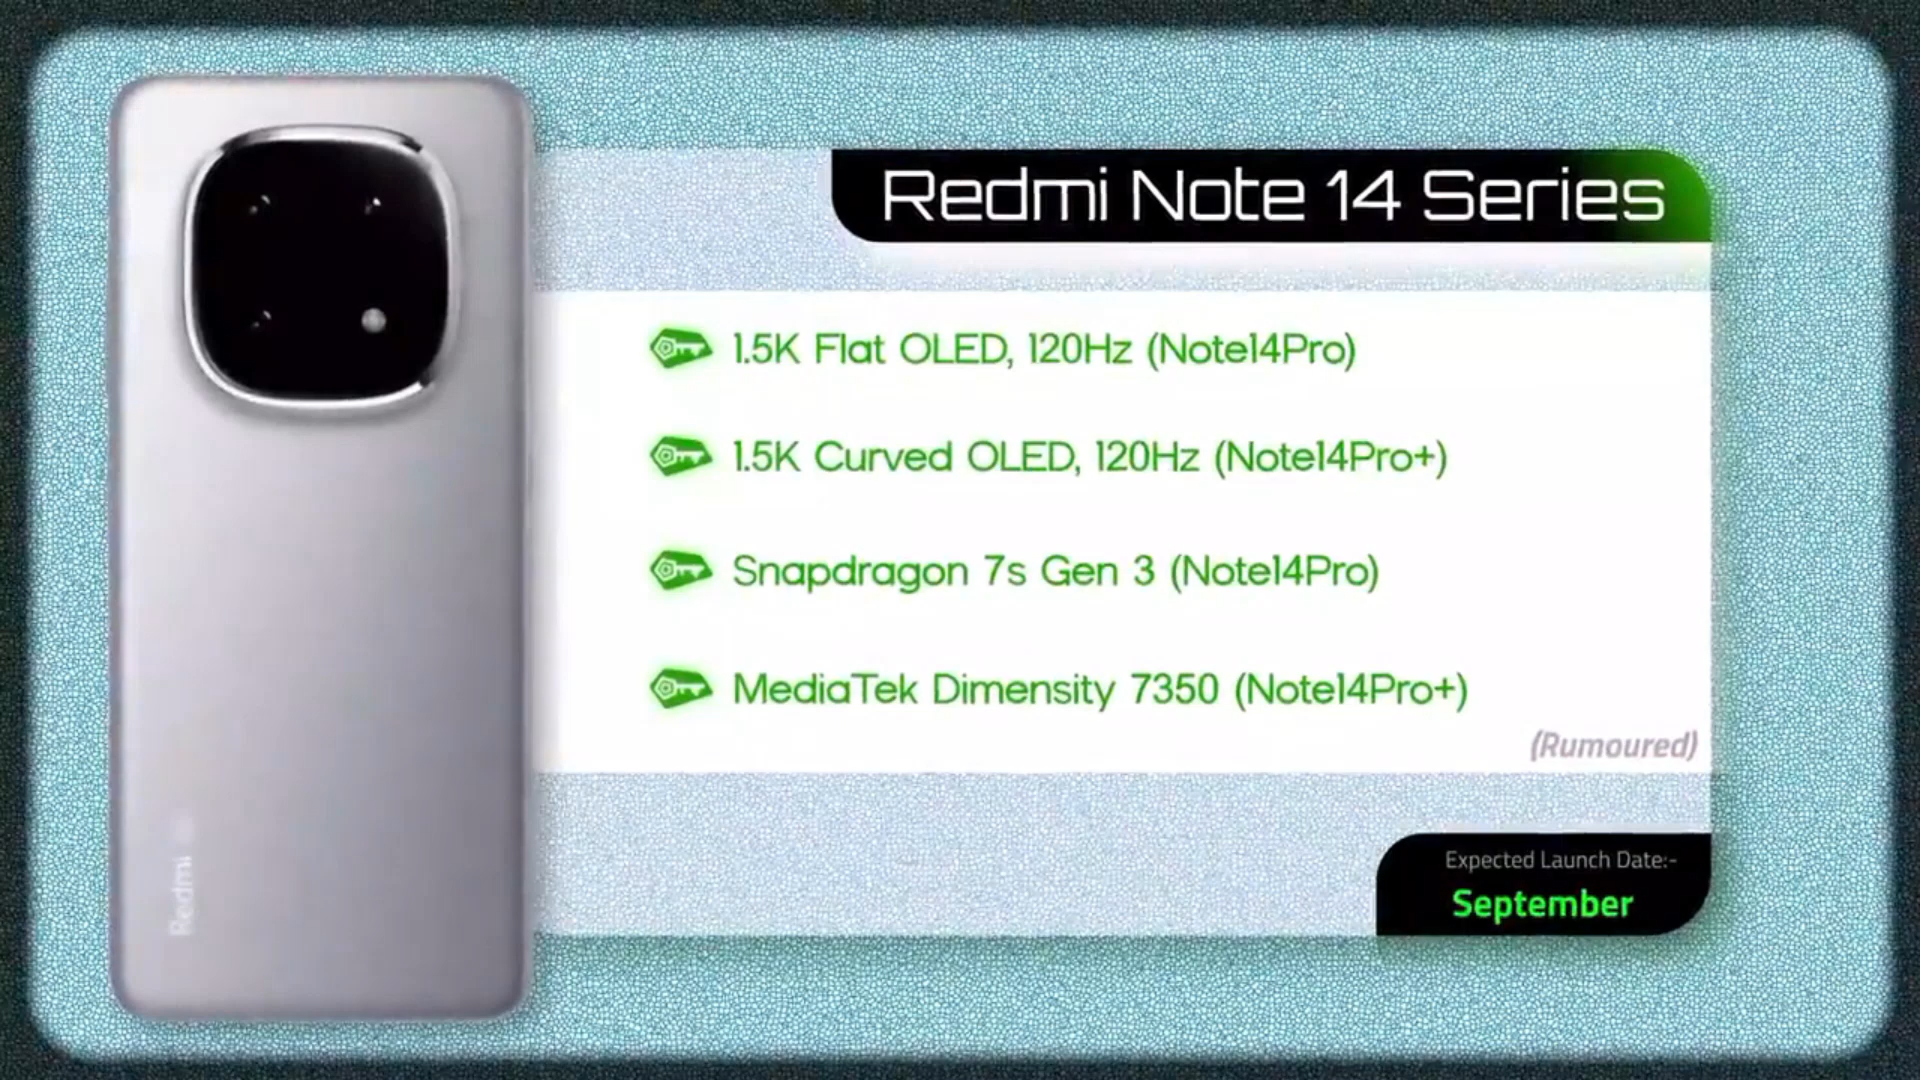 Redmi Note 14 Series
1.5K Flat OLED, 120Hz (Note14Pro)
1.5K Curved OLED, 120Hz (Note14Pro+)
Snapdragon 7s Gen 3 (Note14Pro)
MediaTek Dimensity 7350 (Note14Pro+)
(Rumoured)
Expected Launch Date:-
September
Redmi